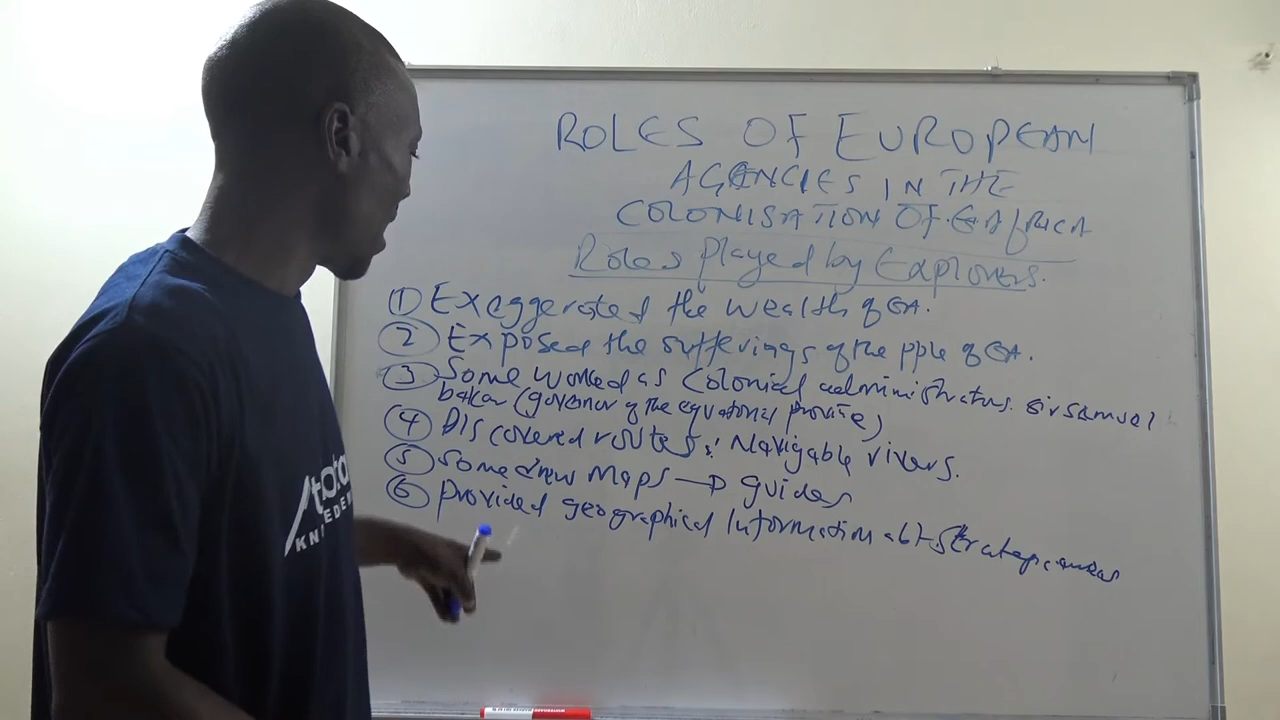 ROLES OF EUROPEAN
AGENCIES IN THE
COLONISATION OF E.AFRICA
Roles Played by Explorers.
① Exaggerated the wealth of EA.
② Exposed the sufferings of the pple of EA.
③ Some worked as colonial administrators. Sir Samuel
baker (governor of the equatorial province)
④ Discovered routes; Navigable rivers.
⑤ Some drew Maps → guides
⑥ Provided geographical Information abt strategic areas
WHITEBOARD